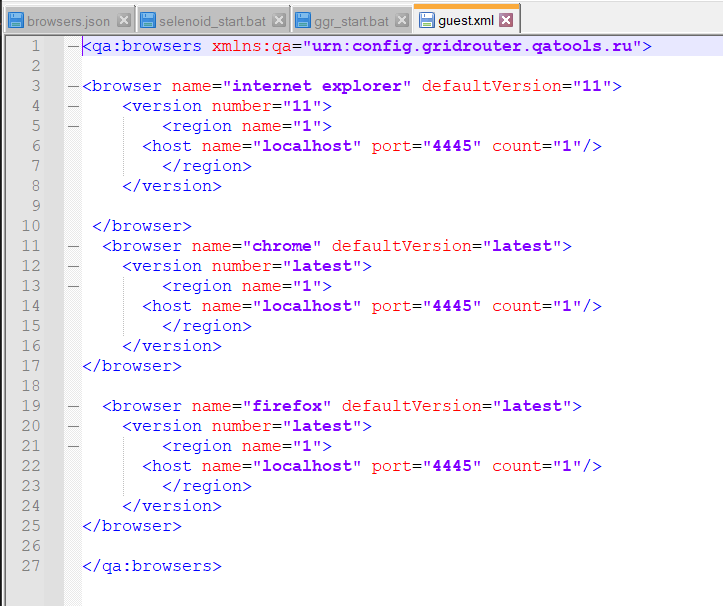 browsers.json selenoid_start.bat ggr_start.bat guest.xml
1 <qa:browsers xmlns:qa="urn:config.gridrouter.qatools.ru">
2
3 <browser name="internet explorer" defaultVersion="11">
4 <version number="11">
5 <region name="1">
6 <host name="localhost" port="4445" count="1"/>
7 </region>
8 </version>
9
10 </browser>
11 <browser name="chrome" defaultVersion="latest">
12 <version number="latest">
13 <region name="1">
14 <host name="localhost" port="4445" count="1"/>
15 </region>
16 </version>
17 </browser>
18
19 <browser name="firefox" defaultVersion="latest">
20 <version number="latest">
21 <region name="1">
22 <host name="localhost" port="4445" count="1"/>
23 </region>
24 </version>
25 </browser>
26
27 </qa:browsers>